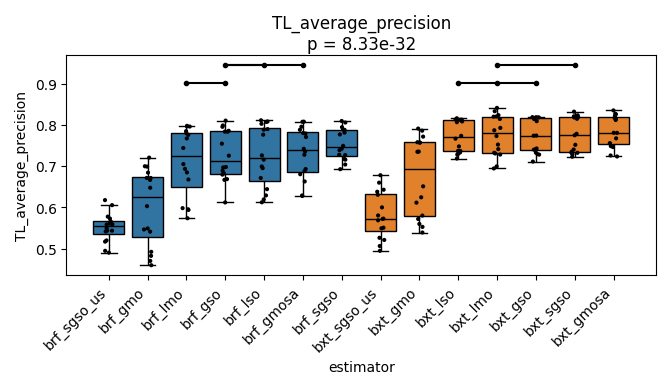 TL_average_precision
p = 8.33e-32
TL_average_precision
0.9
0.8
0.7
0.6
0.5
brf_sgso_us
brf_gmo
brf_lmo
brf_gso
brf_lso
brf_gmosa
brf_sgso
bxt_sgso_us
bxt_gmo
bxt_lso
bxt_lmo
bxt_gso
bxt_sgso
bxt_gmosa
estimator